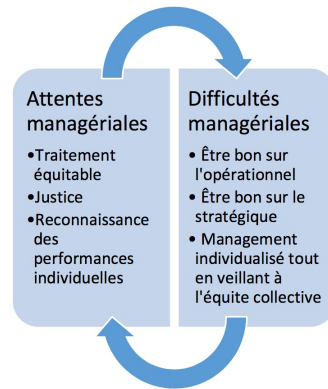 Attentes
managériales
•Traitement
équitable
•Justice
•Reconnaissance
des
performances
individuelles
Difficultés
managériales
• Être bon sur
l'opérationnel
• Être bon sur le
stratégique
• Management
individualisé tout
en veillant à
l'équite collective